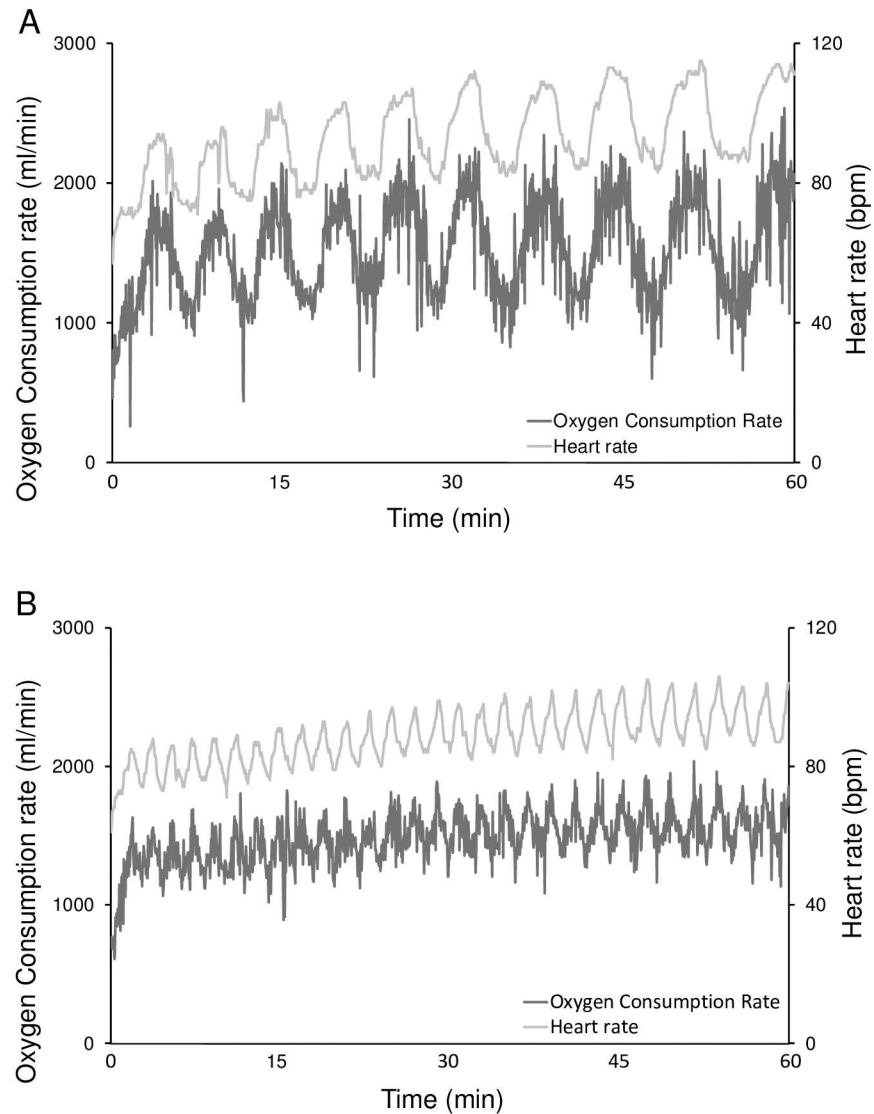 A
3000
2000
1000
0
Oxygen Consumption rate (ml/min)
120
80
40
0
Heart rate (bpm)
Oxygen Consumption Rate
Heart rate
0 15 30 45 60
Time (min)
B
3000
2000
1000
0
Oxygen Consumption rate (ml/min)
120
80
40
0
Heart rate (bpm)
Oxygen Consumption Rate
Heart rate
0 15 30 45 60
Time (min)